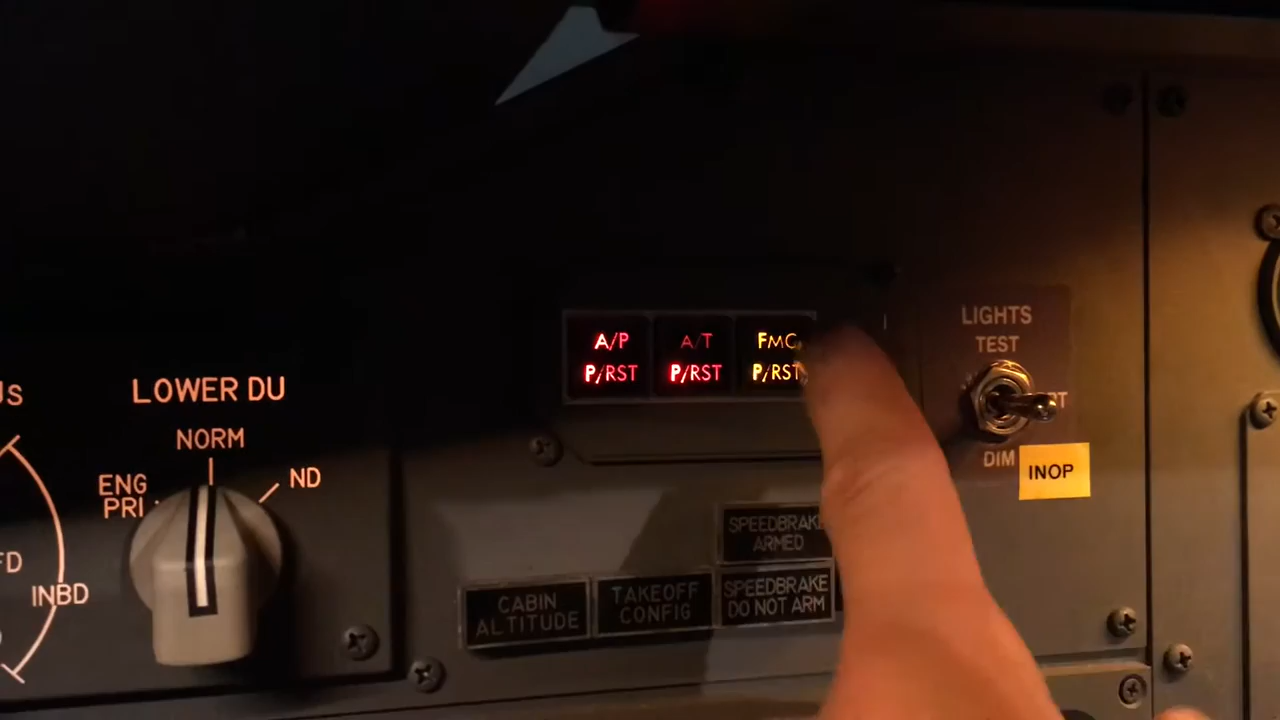 LOWER DU
NORM
ENG
PRI
ND
INBD
A/P
P/RST
A/T
P/RST
FMC
P/RST
LIGHTS
TEST
DIM
INOP
SPEEDBRAKE
ARMED
CABIN
ALTITUDE
TAKEOFF
CONFIG
SPEEDBRAKE
DO NOT ARM